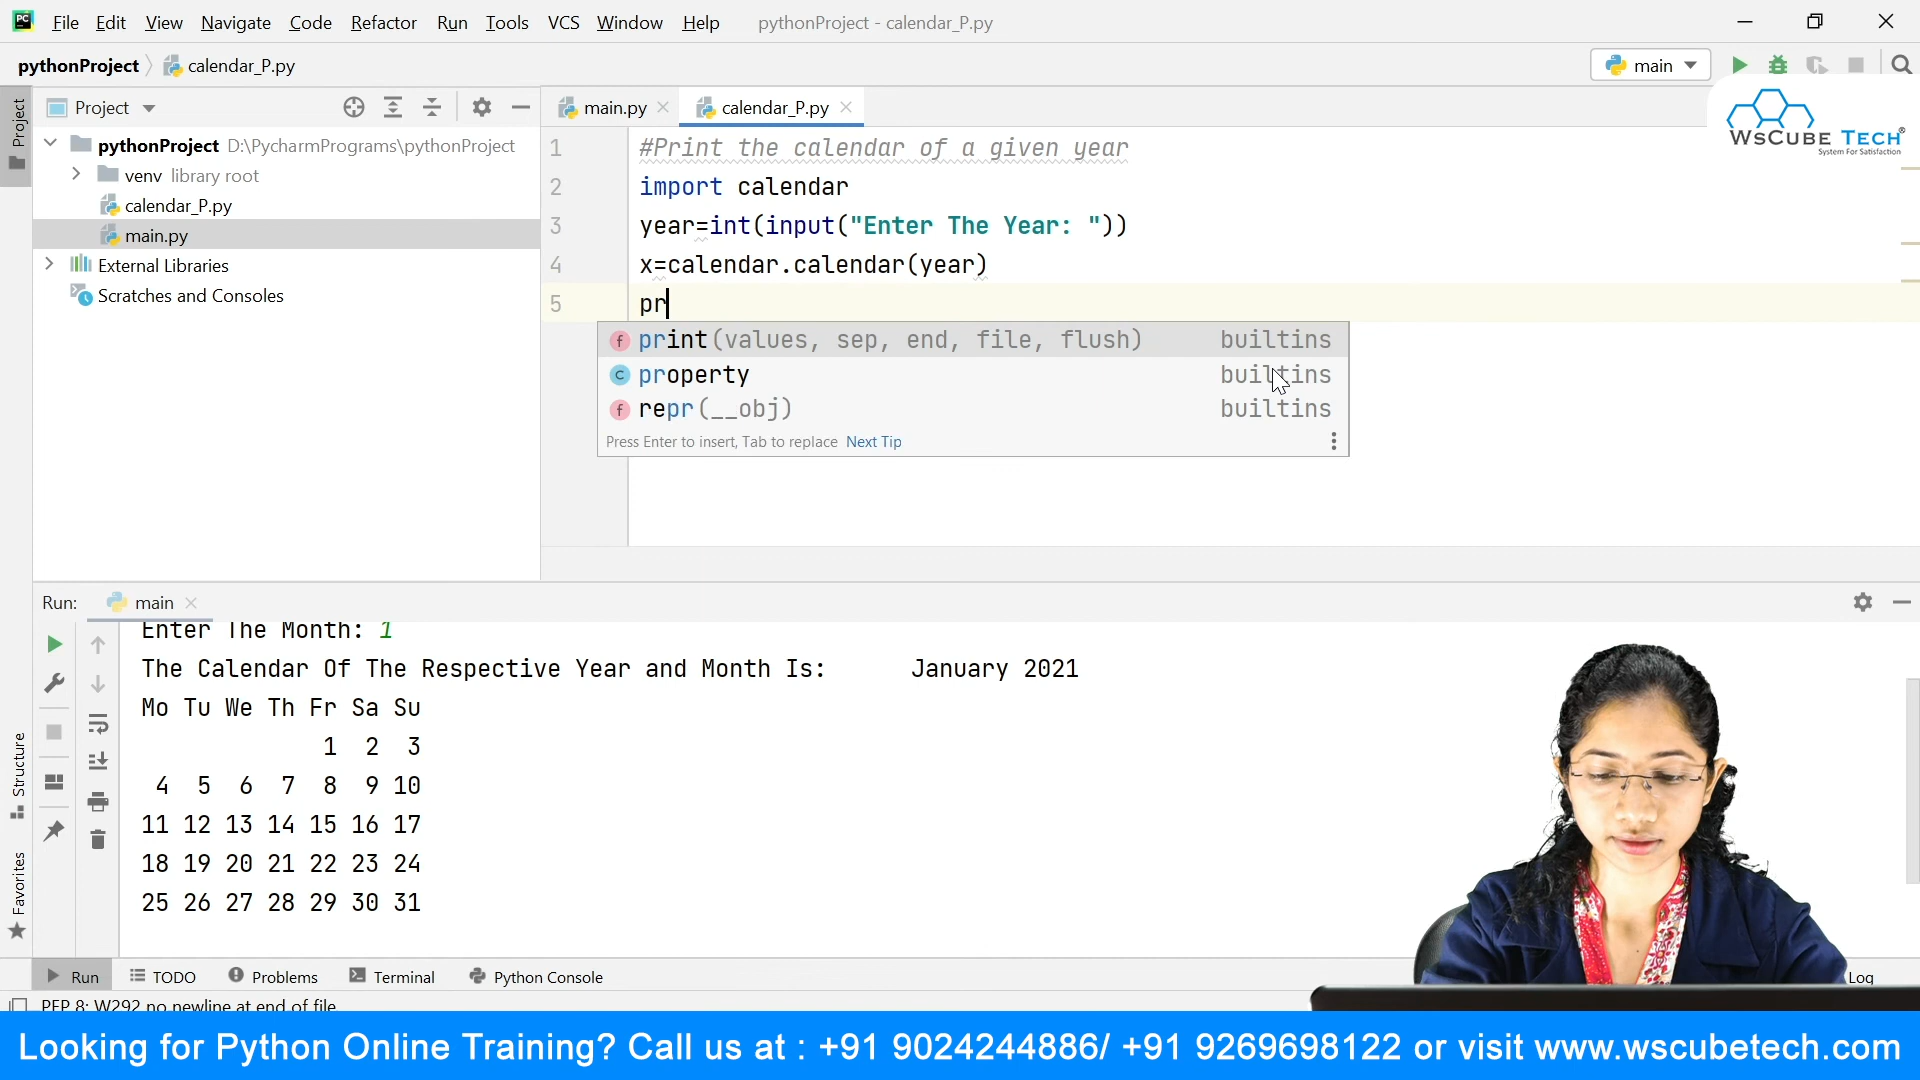 File Edit View Navigate Code Refactor Run Tools VCS Window Help pythonProject - calendar_P.py
pythonProject calendar_P.py
main
WsCube Tech
System For Satisfaction
Project
Project
main.py
calendar_P.py
pythonProject D:\PycharmPrograms\pythonProject
venv library root
calendar_P.py
main.py
External Libraries
Scratches and Consoles
1 #Print the calendar of a given year
2 import calendar
3 year=int(input("Enter The Year: "))
4 x=calendar.calendar(year)
5 pr
print(values, sep, end, file, flush) builtins
property builtins
repr(__obj) builtins
Press Enter to insert, Tab to replace Next Tip
Structure
Favorites
Run: main
Enter The Month: 1
The Calendar Of The Respective Year and Month Is: January 2021
Mo Tu We Th Fr Sa Su
1 2 3
4 5 6 7 8 9 10
11 12 13 14 15 16 17
18 19 20 21 22 23 24
25 26 27 28 29 30 31
Run TODO Problems Terminal Python Console
Log
PEP 8: W292 no newline at end of file
Looking for Python Online Training? Call us at : +91 9024244886/ +91 9269698122 or visit www.wscubetech.com